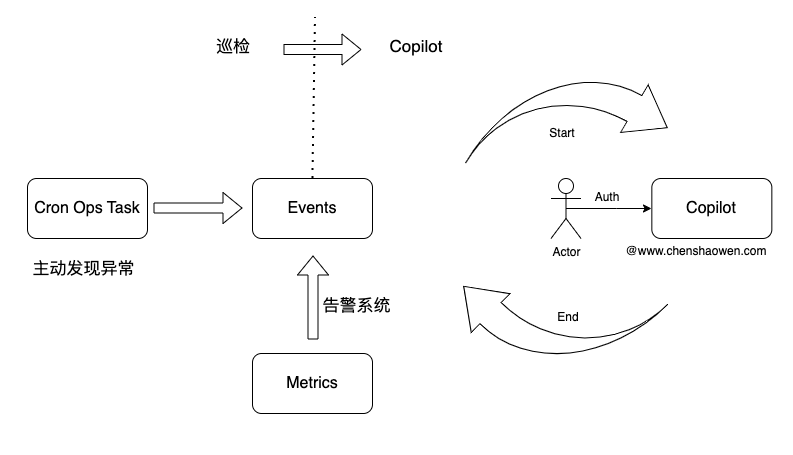 巡检
Copilot
Start
Cron Ops Task
Events
Auth
Copilot
主动发现异常
Actor
@www.chenshaowen.com
告警系统
End
Metrics